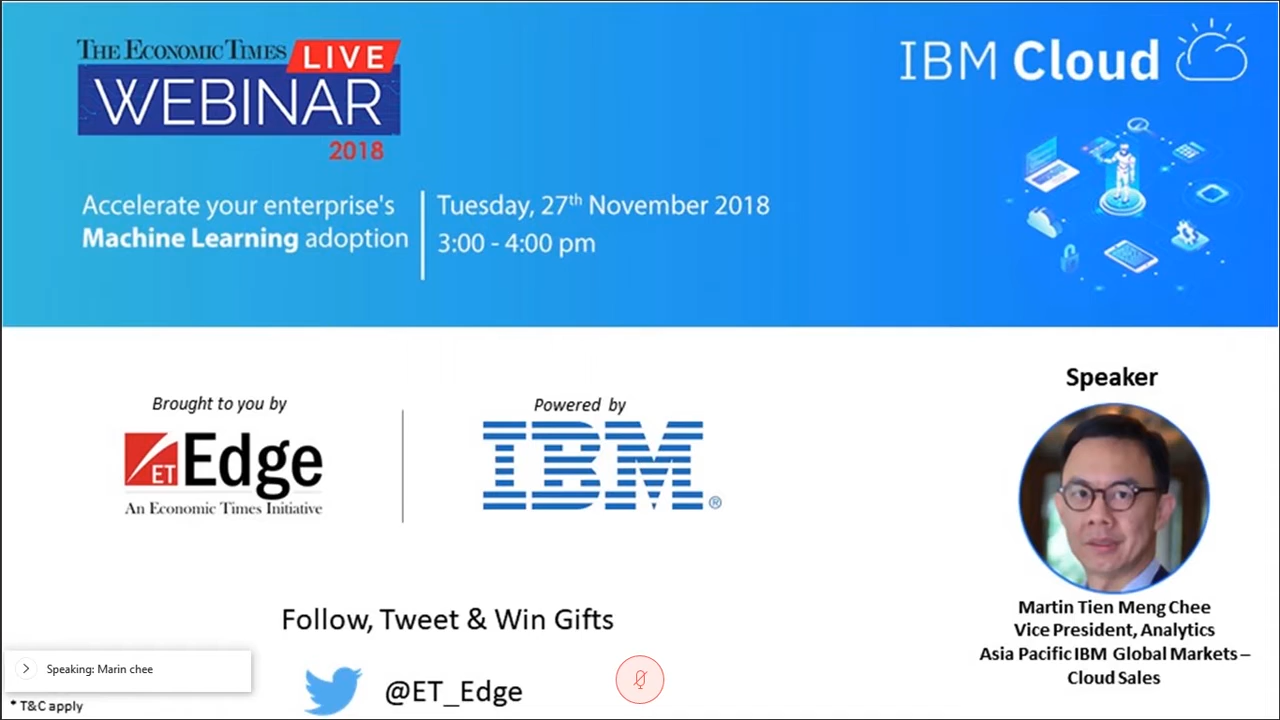 THE ECONOMIC TIMES LIVE
WEBINAR
2018
IBM Cloud
Accelerate your enterprise's
Machine Learning adoption
Tuesday, 27th November 2018
3:00 - 4:00 pm
Brought to you by
ET Edge
An Economic Times Initiative
Powered by
IBM®
Speaker
Martin Tien Meng Chee
Vice President, Analytics
Asia Pacific IBM Global Markets –
Cloud Sales
Follow, Tweet & Win Gifts
@ET_Edge
Speaking: Marin chee
* T&C apply